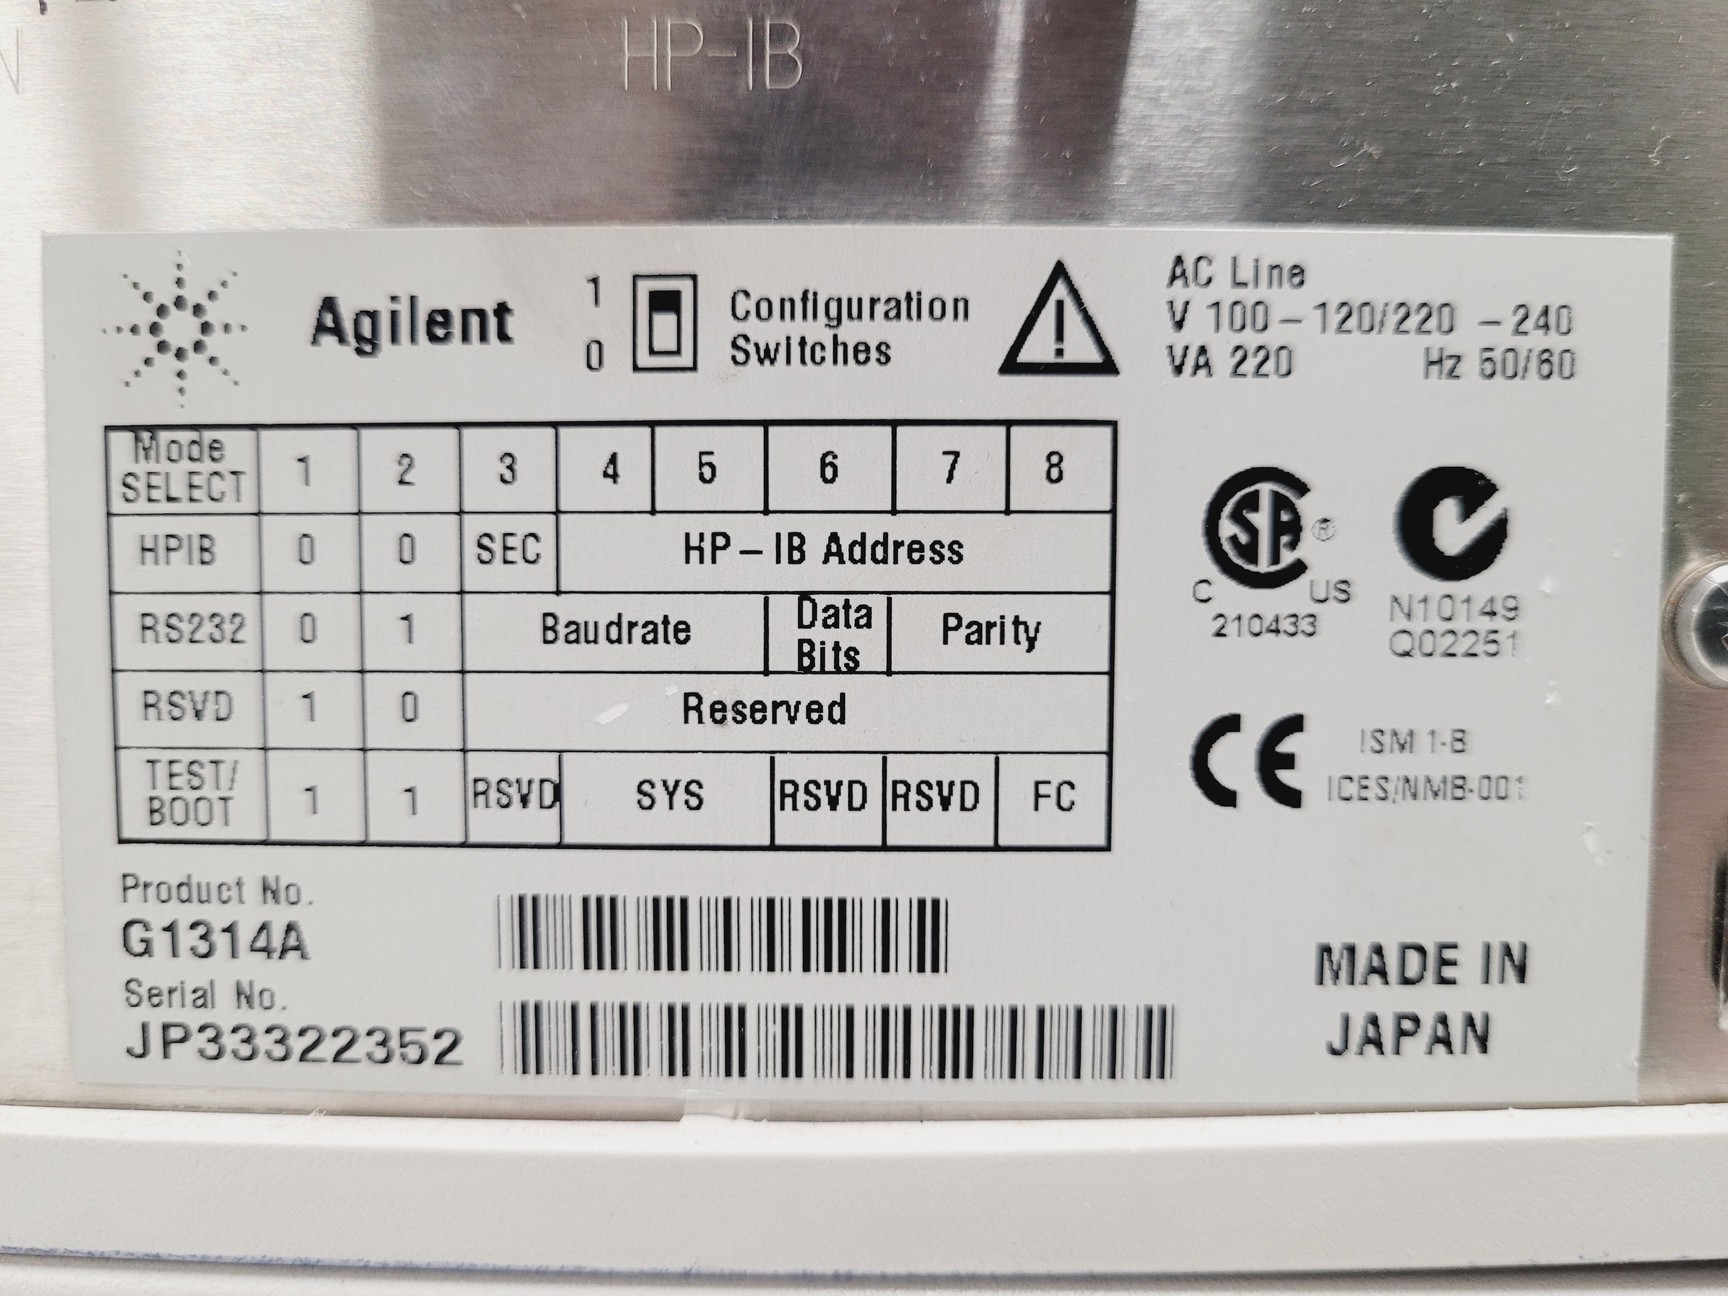 HP-IB
Agilent
1
0
Configuration
Switches
AC Line
V 100-120/220 -240
VA 220 Hz 50/60
Mode
SELECT 1 2 3 4 5 6 7 8
HPIB 0 0 SEC HP-IB Address
RS232 0 1 Baudrate Data Bits Parity
RSVD 1 0 Reserved
TEST/
BOOT 1 1 RSVD SYS RSVD RSVD FC
C SA ® C US
210433
N10149
Q02251
CE
ISM 1-B
ICES/NMB-001
Product No.
G1314A
Serial No.
JP33322352
MADE IN
JAPAN